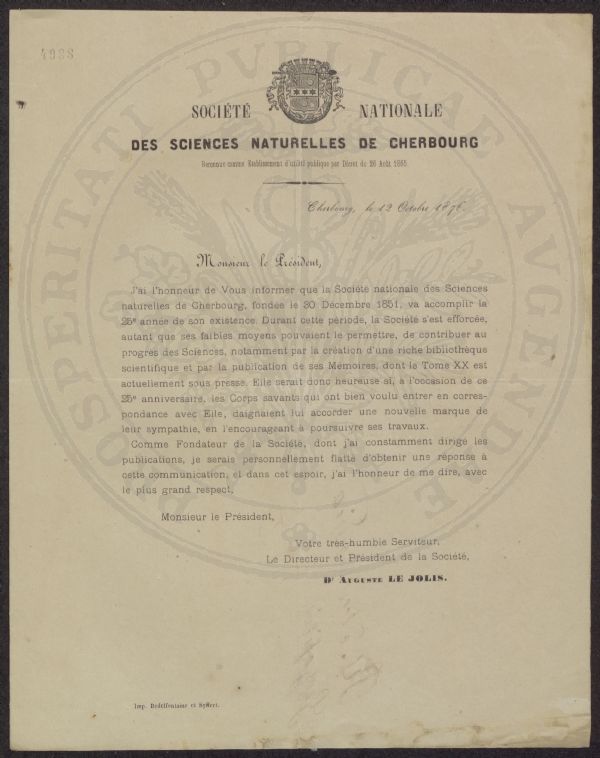 4988
SOCIÉTÉ NATIONALE
DES SCIENCES NATURELLES DE CHERBOURG
Reconnue comme Etablissement d'utilité publique par Décret du 26 Août 1865.
Cherbourg, le 12 Octobre 1876.
Monsieur le Président,
J'ai l'honneur de Vous informer que la Société nationale des Sciences
naturelles de Cherbourg, fondée le 30 Décembre 1851, va accomplir la
25e année de son existence. Durant cette période, la Société s'est efforcée,
autant que ses faibles moyens pouvaient le permettre, de contribuer au
progrès des Sciences, notamment par la création d'une riche bibliothèque
scientifique et par la publication de ses Mémoires, dont le Tome XX est
actuellement sous presse. Elle serait donc heureuse si, à l'occasion de ce
25e anniversaire, les Corps savants qui ont bien voulu entrer en corres-
pondance avec Elle, daignaient lui accorder une nouvelle marque de
leur sympathie, en l'encourageant à poursuivre ses travaux.
Comme Fondateur de la Société, dont j'ai constamment dirigé les
publications, je serais personnellement flatté d'obtenir une réponse à
cette communication, et dans cet espoir, j'ai l'honneur de me dire, avec
le plus grand respect,
Monsieur le Président,
Votre très-humble Serviteur,
Le Directeur et Président de la Société,
Dr Auguste LE JOLIS.
Imp. Bedelfontaine et Syffert.
PROSPERITATI PVBLICAE AVGENDAE